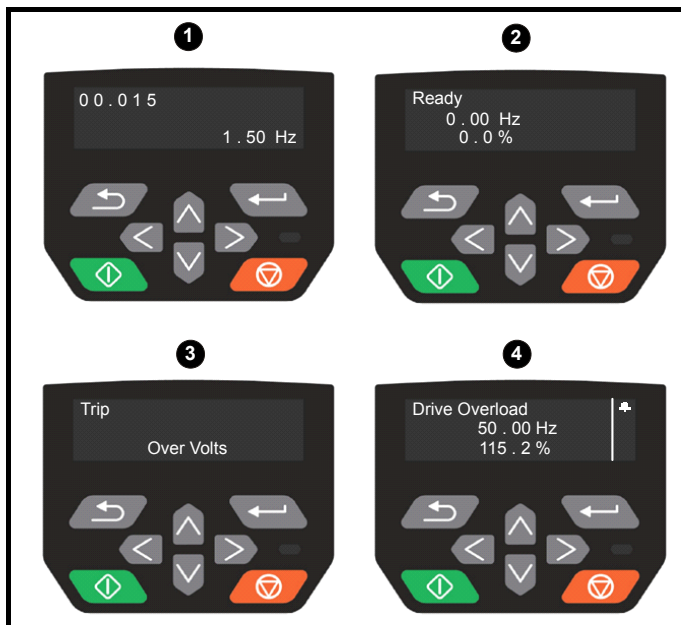 1
2
00.015
1.50 Hz
Ready
0.00 Hz
0.0%
3
4
Trip
Over Volts
Drive Overload
50.00 Hz
115.2 %